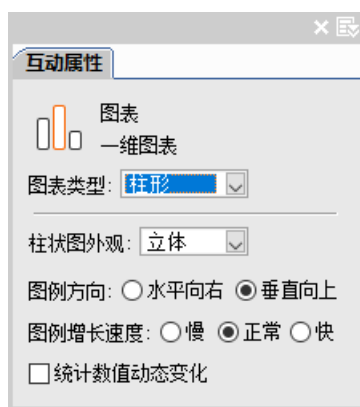 互动属性
图表
一维图表
图表类型: 柱形
柱状图外观: 立体
图例方向: 水平向右 垂直向上
图例增长速度: 慢 正常 快
统计数值动态变化